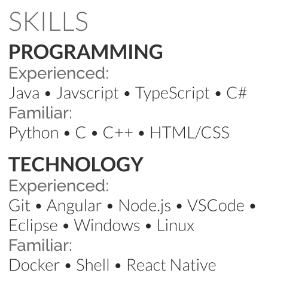 SKILLS
PROGRAMMING
Experienced:
Java • Javscript • TypeScript • C#
Familiar:
Python • C • C++ • HTML/CSS
TECHNOLOGY
Experienced:
Git • Angular • Node.js • VSCode •
Eclipse • Windows • Linux
Familiar:
Docker • Shell • React Native